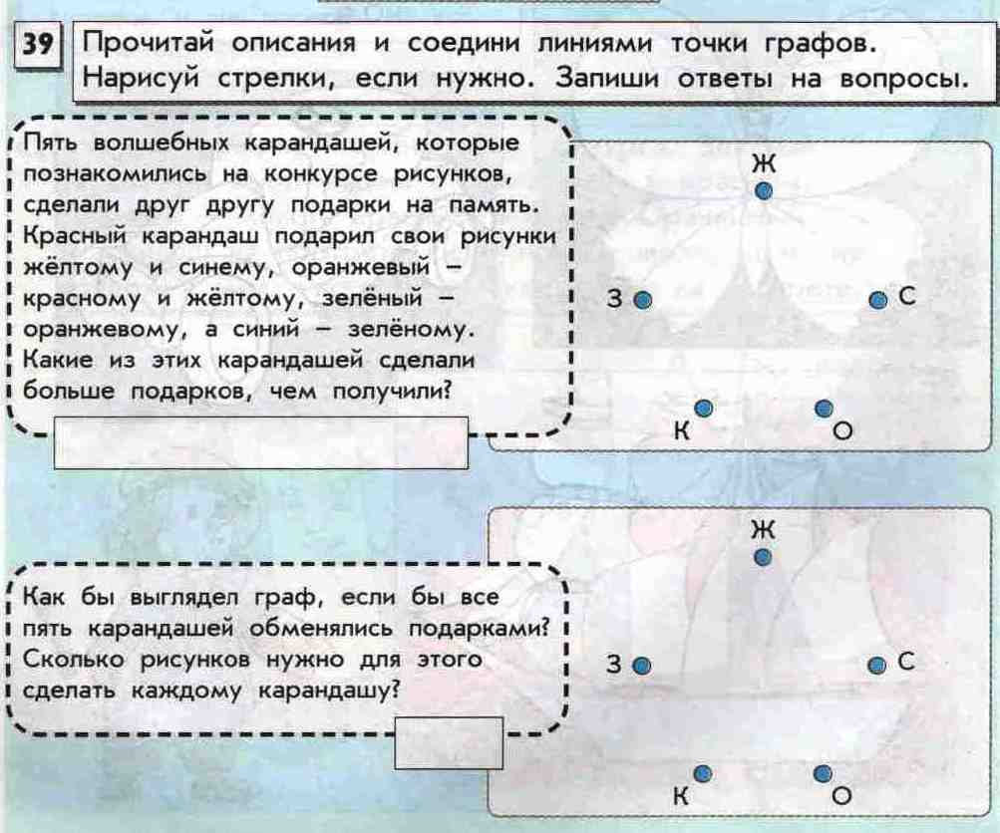 39
Прочитай описания и соедини линиями точки графов.
Нарисуй стрелки, если нужно. Запиши ответы на вопросы.
Пять волшебных карандашей, которые
познакомились на конкурсе рисунков,
сделали друг другу подарки на память.
Красный карандаш подарил свои рисунки
жёлтому и синему, оранжевый –
красному и жёлтому, зелёный –
оранжевому, а синий – зелёному.
Какие из этих карандашей сделали
больше подарков, чем получили?
Ж
З
С
К
О
Как бы выглядел граф, если бы все
пять карандашей обменялись подарками?
Сколько рисунков нужно для этого
сделать каждому карандашу?
Ж
З
С
К
О